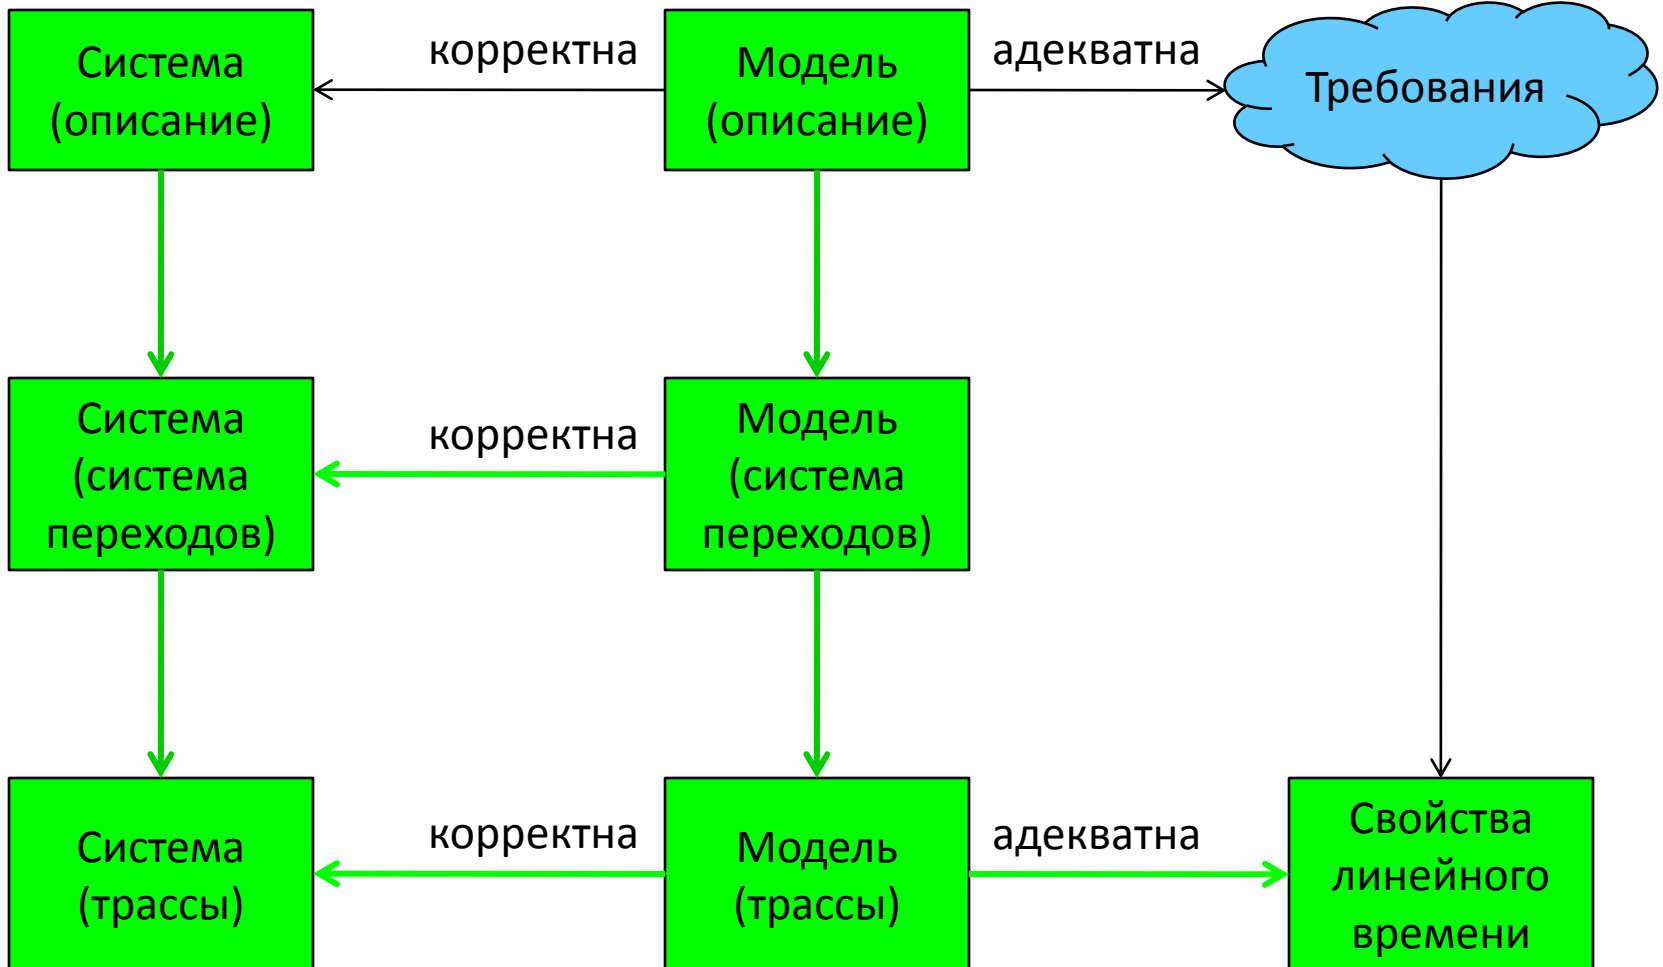 Система
(описание)
корректна
Модель
(описание)
адекватна
Требования
Система
(система
переходов)
корректна
Модель
(система
переходов)
Система
(трассы)
корректна
Модель
(трассы)
адекватна
Свойства
линейного
времени